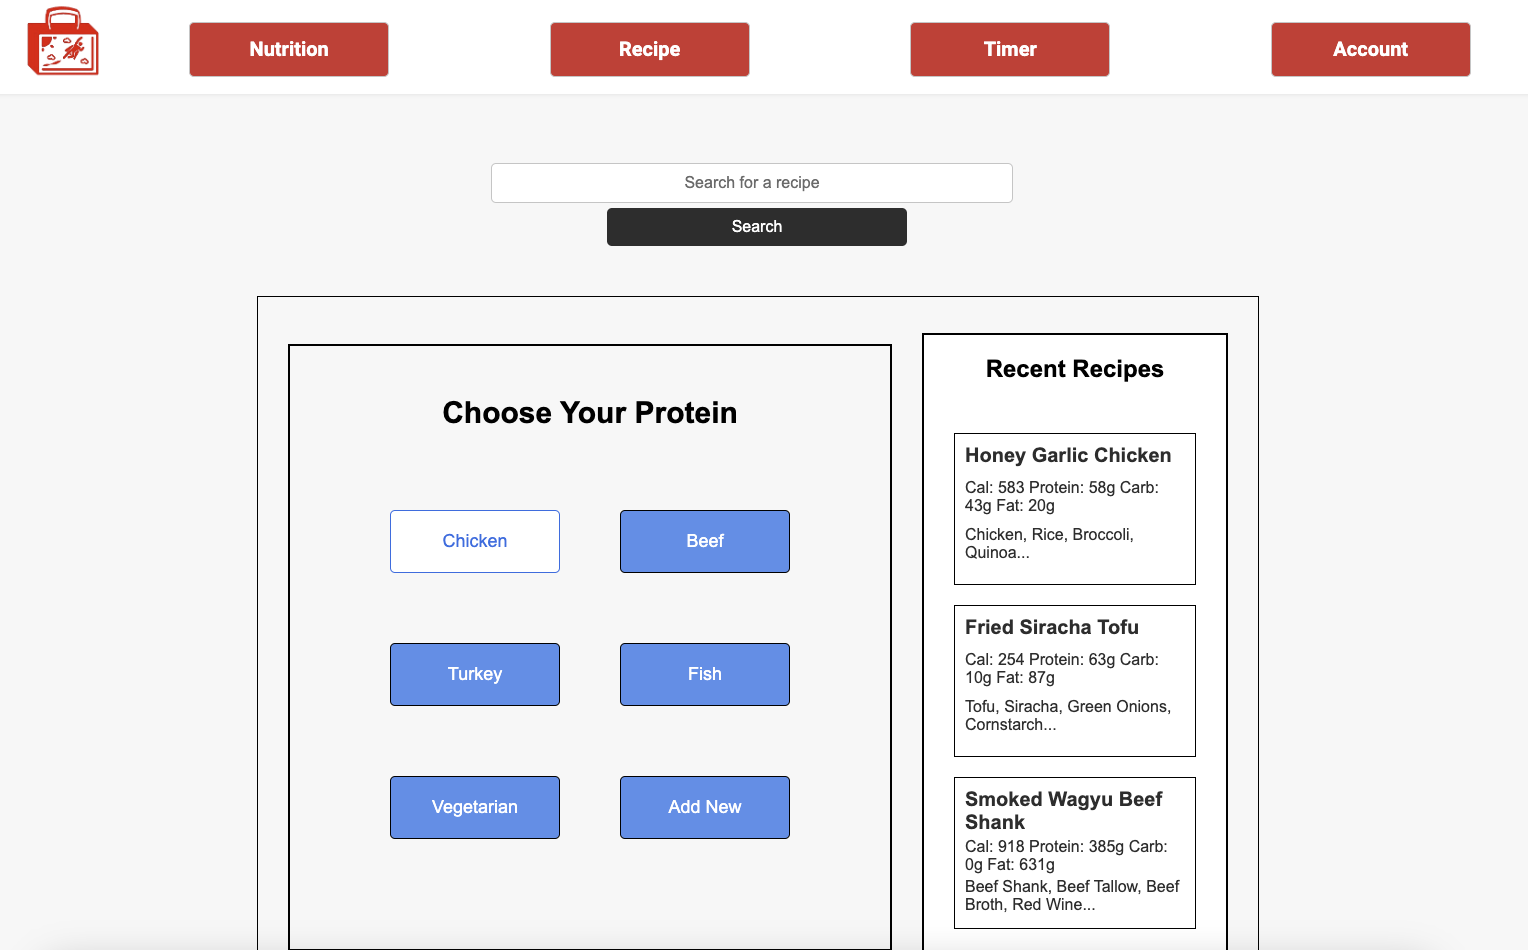 Nutrition
Recipe
Timer
Account
Search for a recipe
Search
Choose Your Protein
Chicken
Beef
Turkey
Fish
Vegetarian
Add New
Recent Recipes
Honey Garlic Chicken
Cal: 583 Protein: 58g Carb:
43g Fat: 20g
Chicken, Rice, Broccoli,
Quinoa...
Fried Siracha Tofu
Cal: 254 Protein: 63g Carb:
10g Fat: 87g
Tofu, Siracha, Green Onions,
Cornstarch...
Smoked Wagyu Beef
Shank
Cal: 918 Protein: 385g Carb:
0g Fat: 631g
Beef Shank, Beef Tallow, Beef
Broth, Red Wine...